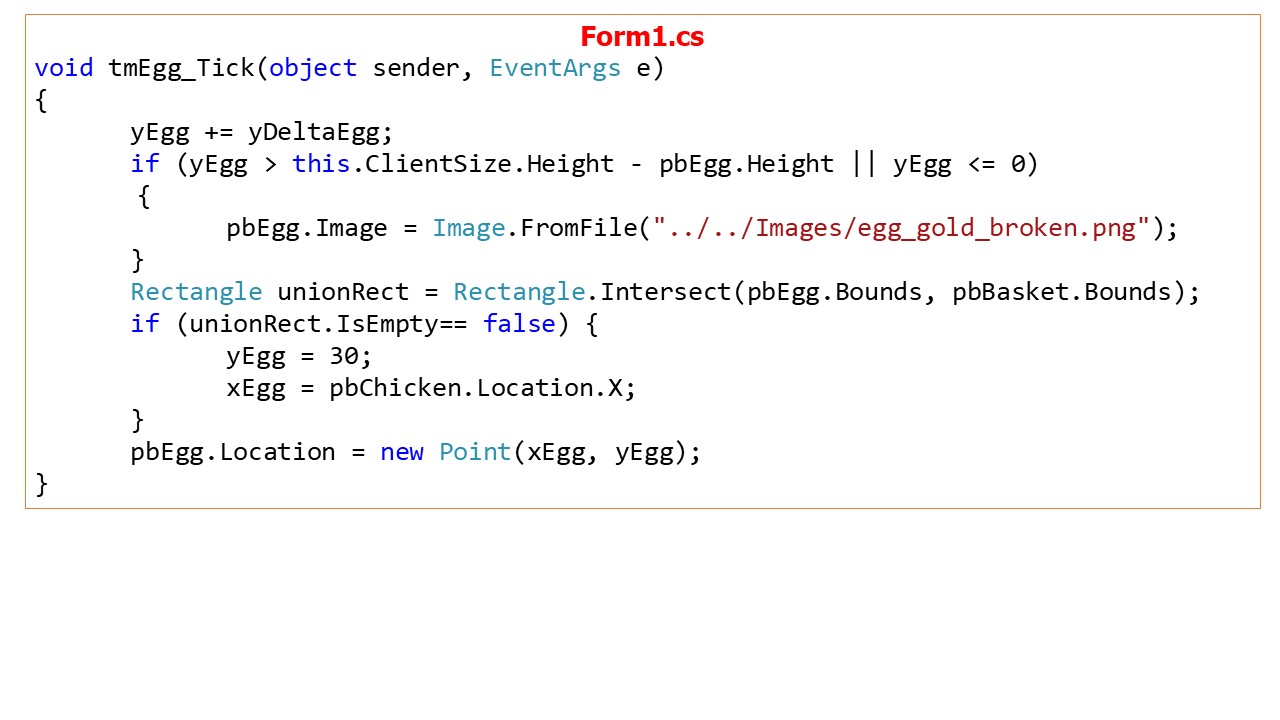 Form1.cs
void tmEgg_Tick(object sender, EventArgs e)
{
yEgg += yDeltaEgg;
if (yEgg > this.ClientSize.Height - pbEgg.Height || yEgg <= 0)
{
pbEgg.Image = Image.FromFile("../../Images/egg_gold_broken.png");
}
Rectangle unionRect = Rectangle.Intersect(pbEgg.Bounds, pbBasket.Bounds);
if (unionRect.IsEmpty== false) {
yEgg = 30;
xEgg = pbChicken.Location.X;
}
pbEgg.Location = new Point(xEgg, yEgg);
}